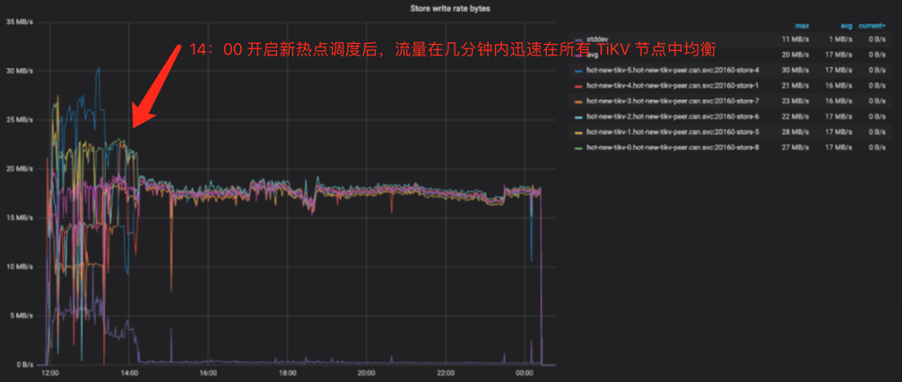 Store write rate bytes
35 MB/s
30 MB/s
25 MB/s
20 MB/s
15 MB/s
10 MB/s
5 MB/s
0 B/s
12:00
14:00
16:00
18:00
20:00
22:00
00:00
14：00 开启新热点调度后，流量在几分钟内迅速在所有 TiKV 节点中均衡
max avg current
stddev 11 MB/s 1 MB/s 0 B/s
avg 20 MB/s 17 MB/s 0 B/s
hot-new-tikv-5.hot-new-tikv-peer.csn.svc:20160-store-4 30 MB/s 17 MB/s 0 B/s
hot-new-tikv-4.hot-new-tikv-peer.csn.svc:20160-store-1 21 MB/s 16 MB/s 0 B/s
hot-new-tikv-3.hot-new-tikv-peer.csn.svc:20160-store-7 23 MB/s 16 MB/s 0 B/s
hot-new-tikv-2.hot-new-tikv-peer.csn.svc:20160-store-6 22 MB/s 17 MB/s 0 B/s
hot-new-tikv-1.hot-new-tikv-peer.csn.svc:20160-store-5 28 MB/s 17 MB/s 0 B/s
hot-new-tikv-0.hot-new-tikv-peer.csn.svc:20160-store-8 27 MB/s 17 MB/s 0 B/s